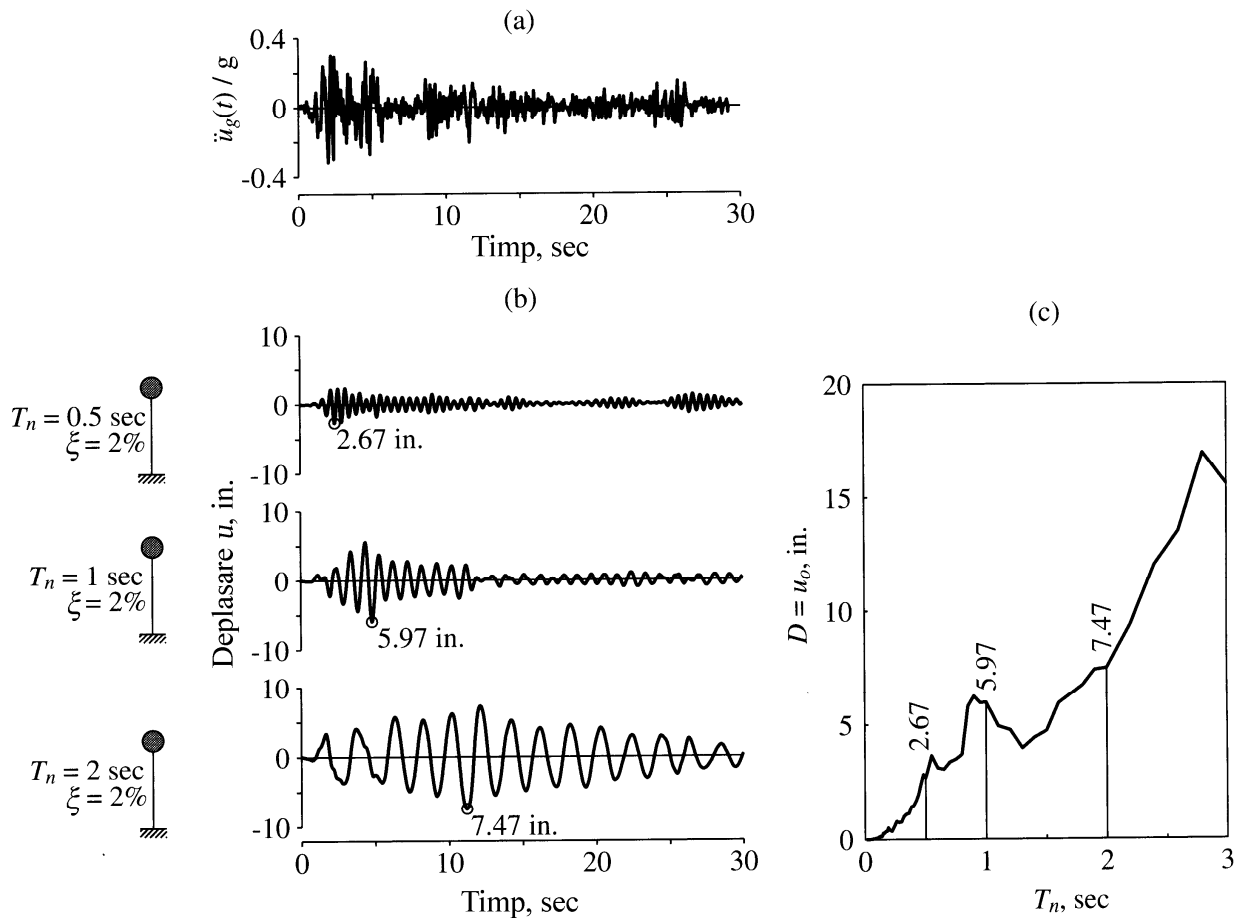 (a)
0.4
0
-0.4
üg(t) / g
0 10 20 30
Timp, sec
(b)
10
0
-10
Tn = 0.5 sec
ξ = 2%
2.67 in.
10
0
-10
Tn = 1 sec
ξ = 2%
5.97 in.
Deplasare u, in.
10
0
-10
Tn = 2 sec
ξ = 2%
7.47 in.
0 10 20 30
Timp, sec
(c)
20
15
10
5
0
D = uo, in.
2.67
5.97
7.47
0 1 2 3
Tn, sec